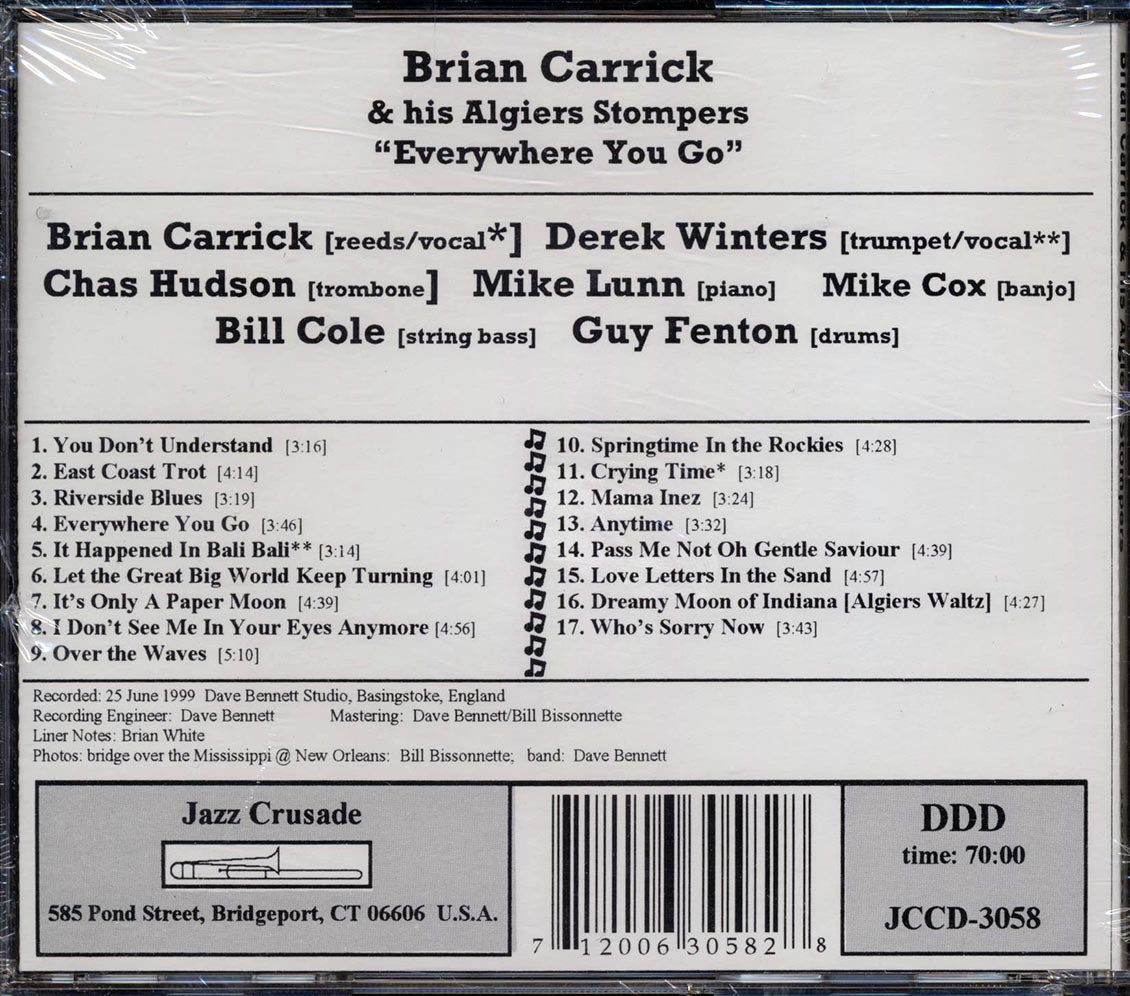 Brian Carrick
& his Algiers Stompers
“Everywhere You Go”
Brian Carrick [reeds/vocal*] Derek Winters [trumpet/vocal**]
Chas Hudson [trombone] Mike Lunn [piano] Mike Cox [banjo]
Bill Cole [string bass] Guy Fenton [drums]
1. You Don’t Understand [3:16]
2. East Coast Trot [4:14]
3. Riverside Blues [3:19]
4. Everywhere You Go [3:46]
5. It Happened In Bali Bali** [3:14]
6. Let the Great Big World Keep Turning [4:01]
7. It’s Only A Paper Moon [4:39]
8. I Don’t See Me In Your Eyes Anymore [4:56]
9. Over the Waves [5:10]
10. Springtime In the Rockies [4:28]
11. Crying Time* [3:18]
12. Mama Inez [3:24]
13. Anytime [3:32]
14. Pass Me Not Oh Gentle Saviour [4:39]
15. Love Letters In the Sand [4:57]
16. Dreamy Moon of Indiana [Algiers Waltz] [4:27]
17. Who’s Sorry Now [3:43]
Recorded: 25 June 1999 Dave Bennett Studio, Basingstoke, England
Recording Engineer: Dave Bennett Mastering: Dave Bennett/Bill Bissonnette
Liner Notes: Brian White
Photos: bridge over the Mississippi @ New Orleans: Bill Bissonnette; band: Dave Bennett
Jazz Crusade
585 Pond Street, Bridgeport, CT 06606 U.S.A.
7 12006 30582 8
DDD
time: 70:00
JCCD-3058
Brian Carrick & his Algiers Stompers